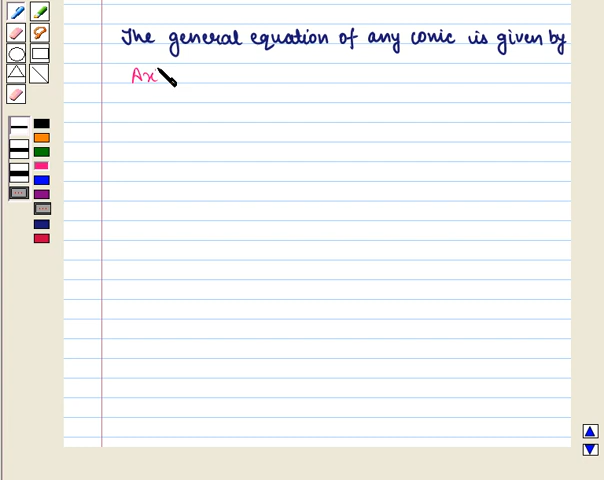 The general equation of any conic is given by
Ax